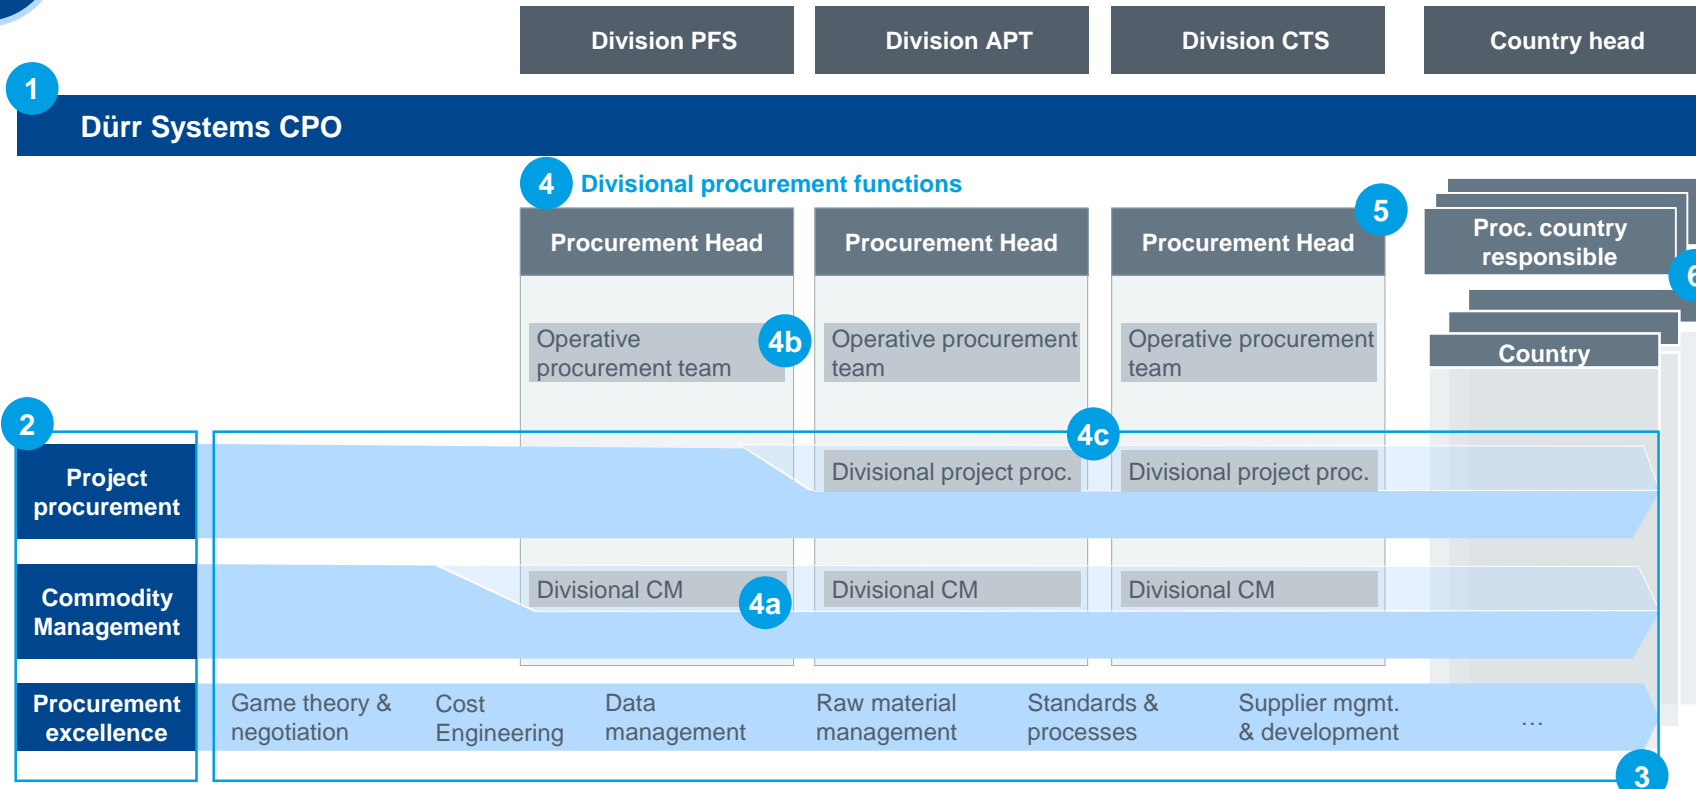 Division PFS
Division APT
Division CTS
Country head
1
Dürr Systems CPO
4
Divisional procurement functions
5
Procurement Head
Procurement Head
Procurement Head
Proc. country
responsible
6
Operative
procurement team
4b
Operative procurement
team
Operative procurement
team
Country
2
4c
Project
procurement
Divisional project proc.
Divisional project proc.
Commodity
Management
Divisional CM
4a
Divisional CM
Divisional CM
Procurement
excellence
Game theory &
negotiation
Cost
Engineering
Data
management
Raw material
management
Standards &
processes
Supplier mgmt.
& development
…
3